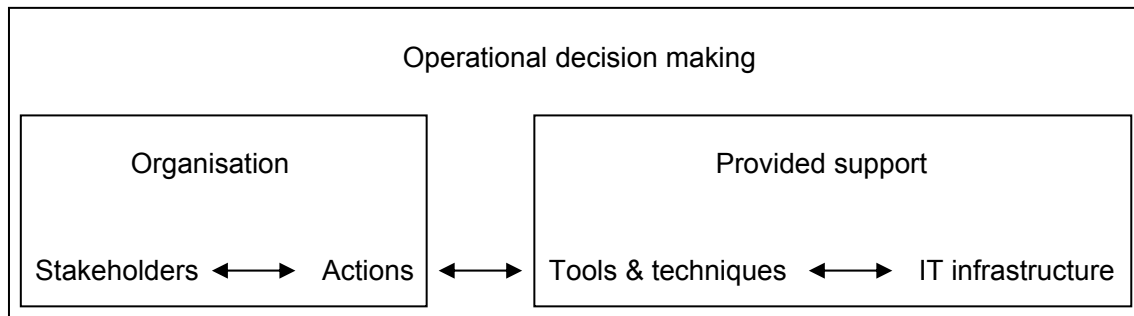 Operational decision making
Organisation
Provided support
Stakeholders
Actions
Tools & techniques
IT infrastructure